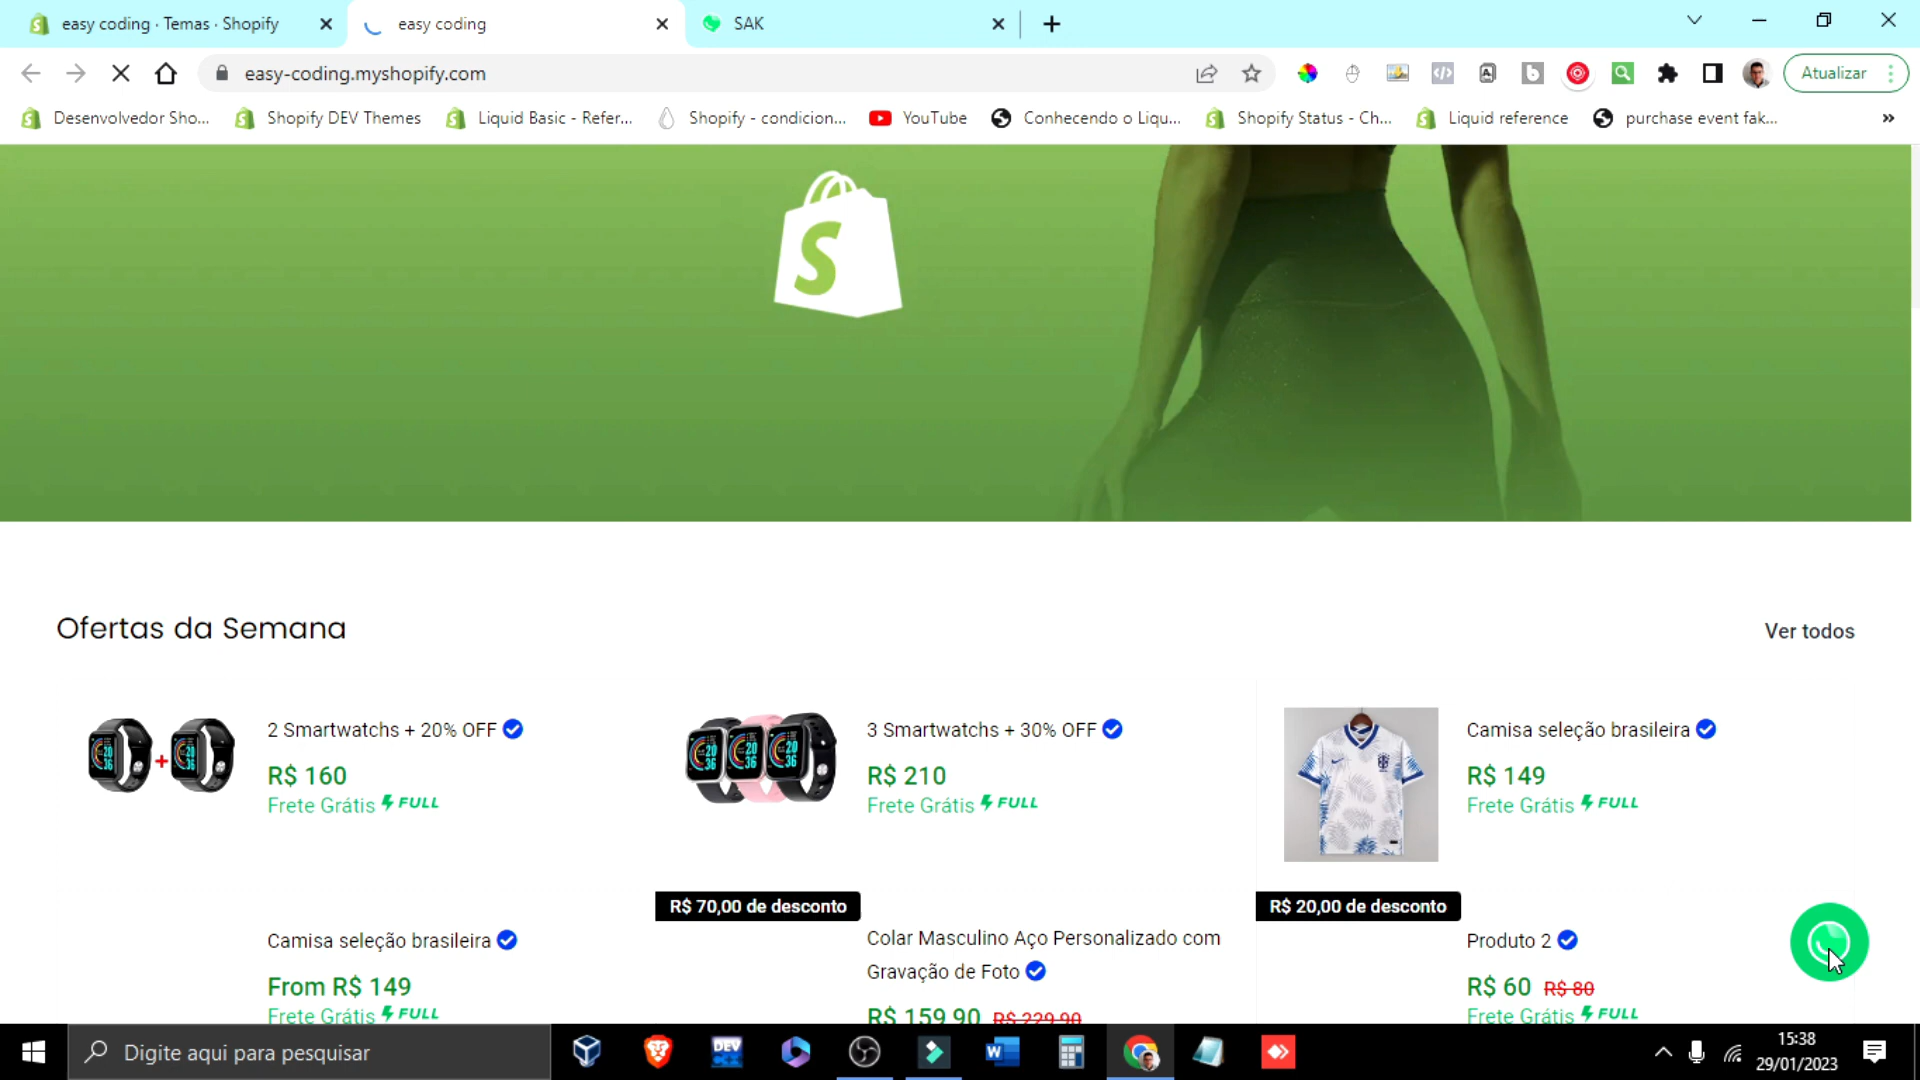 easy coding · Temas · Shopify
easy coding
SAK
easy-coding.myshopify.com
Atualizar
Desenvolvedor Sho...
Shopify DEV Themes
Liquid Basic - Refer...
Shopify - condicion...
YouTube
Conhecendo o Liqu...
Shopify Status - Ch...
Liquid reference
purchase event fak...
»
S
Ofertas da Semana
Ver todos
2 Smartwatchs + 20% OFF
R$ 160
Frete Grátis FULL
3 Smartwatchs + 30% OFF
R$ 210
Frete Grátis FULL
Camisa seleção brasileira
R$ 149
Frete Grátis FULL
Camisa seleção brasileira
From R$ 149
Frete Grátis FULL
R$ 70,00 de desconto
Colar Masculino Aço Personalizado com
Gravação de Foto
R$ 159,90 R$ 229,90
R$ 20,00 de desconto
Produto 2
R$ 60 R$ 80
Frete Grátis FULL
Digite aqui para pesquisar
DEV
C++
W
15:38
29/01/2023